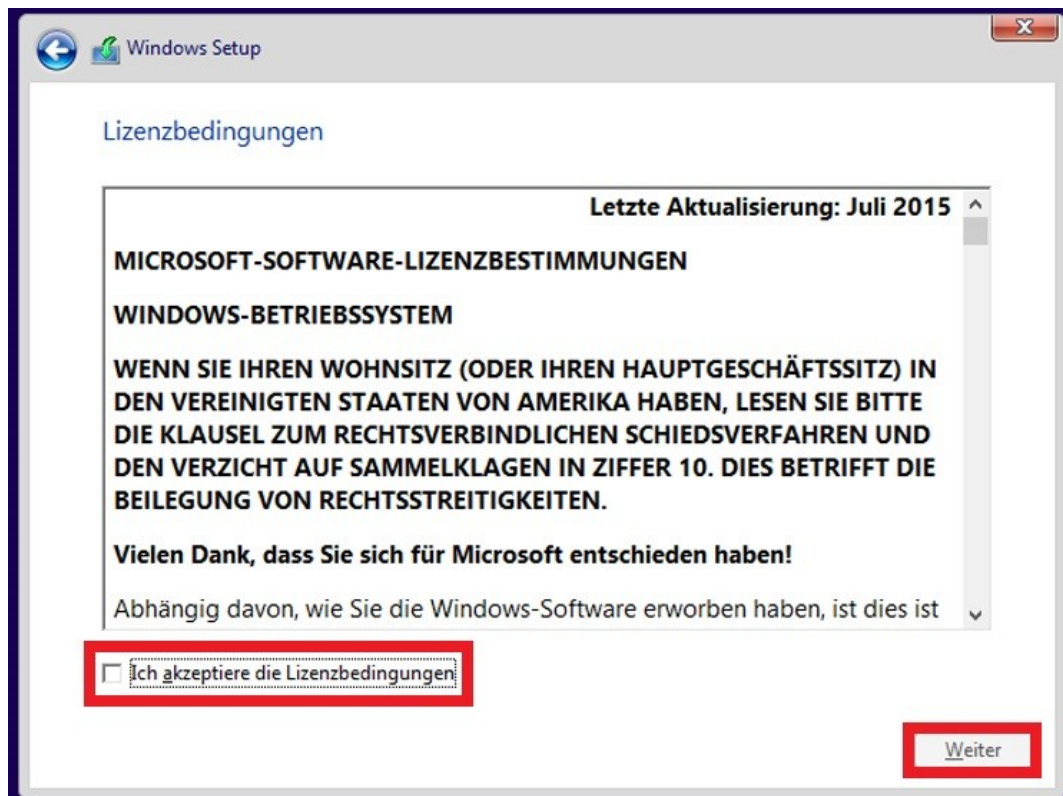 Windows Setup
Lizenzbedingungen
Letzte Aktualisierung: Juli 2015
MICROSOFT-SOFTWARE-LIZENZBESTIMMUNGEN
WINDOWS-BETRIEBSSYSTEM
WENN SIE IHREN WOHNSITZ (ODER IHREN HAUPTGESCHÄFTSSITZ) IN
DEN VEREINIGTEN STAATEN VON AMERIKA HABEN, LESEN SIE BITTE
DIE KLAUSEL ZUM RECHTSVERBINDLICHEN SCHIEDSVERFAHREN UND
DEN VERZICHT AUF SAMMELKLAGEN IN ZIFFER 10. DIES BETRIFFT DIE
BEILEGUNG VON RECHTSSTREITIGKEITEN.
Vielen Dank, dass Sie sich für Microsoft entschieden haben!
Abhängig davon, wie Sie die Windows-Software erworben haben, ist dies ist
Ich akzeptiere die Lizenzbedingungen
Weiter